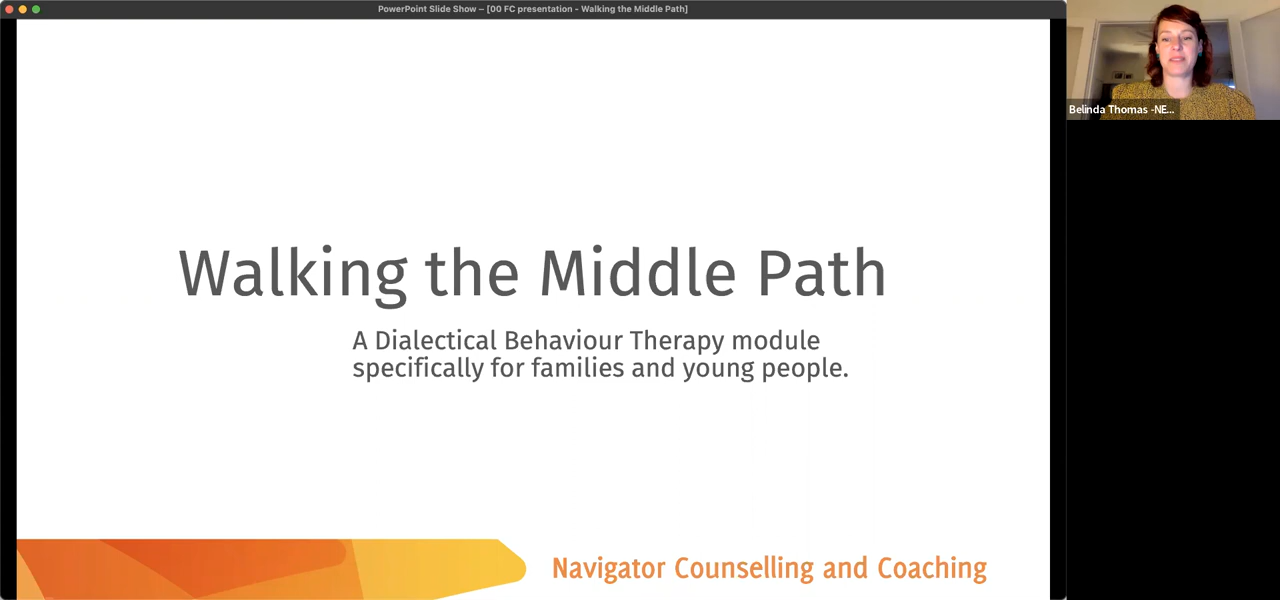 PowerPoint Slide Show – [00 FC presentation - Walking the Middle Path]
Belinda Thomas -NE...
Walking the Middle Path
A Dialectical Behaviour Therapy module
specifically for families and young people.
Navigator Counselling and Coaching